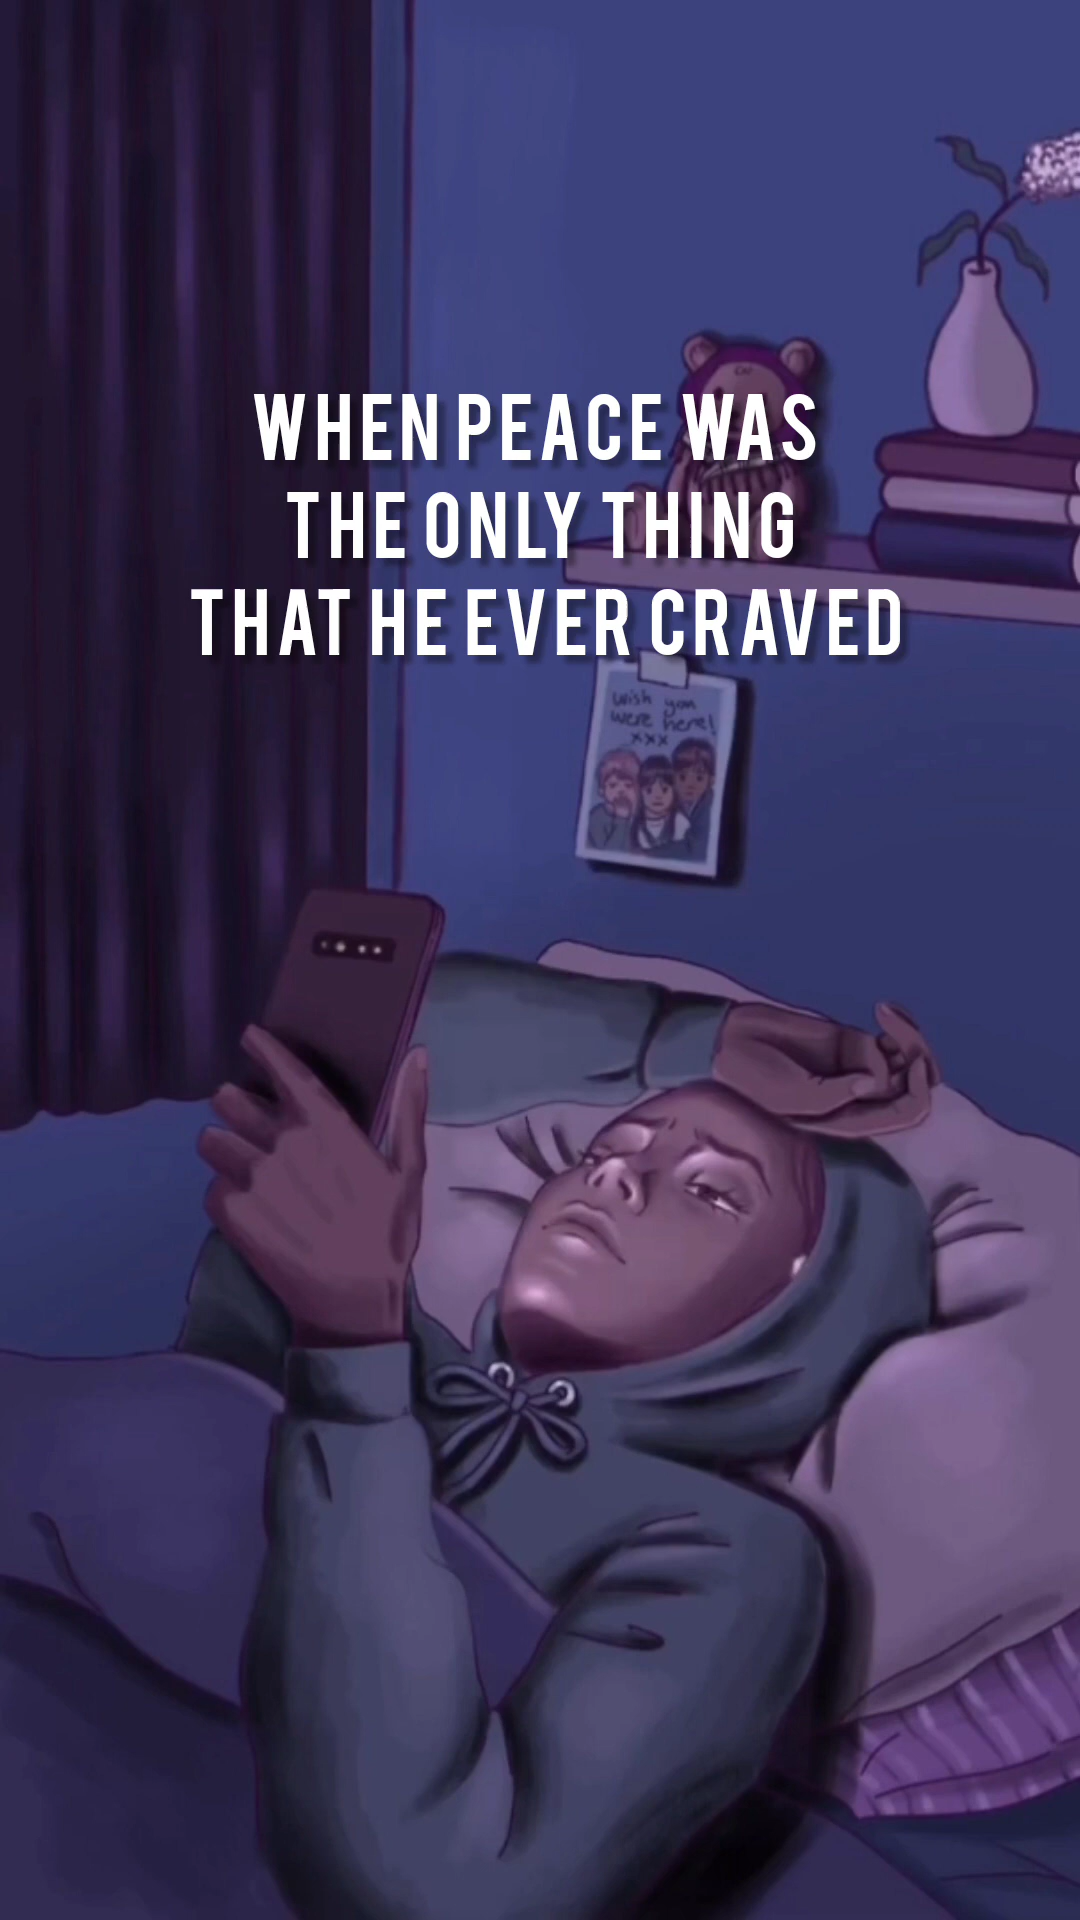 WHEN PEACE WAS
THE ONLY THING
THAT HE EVER CRAVED
wish you
were here!
xxx